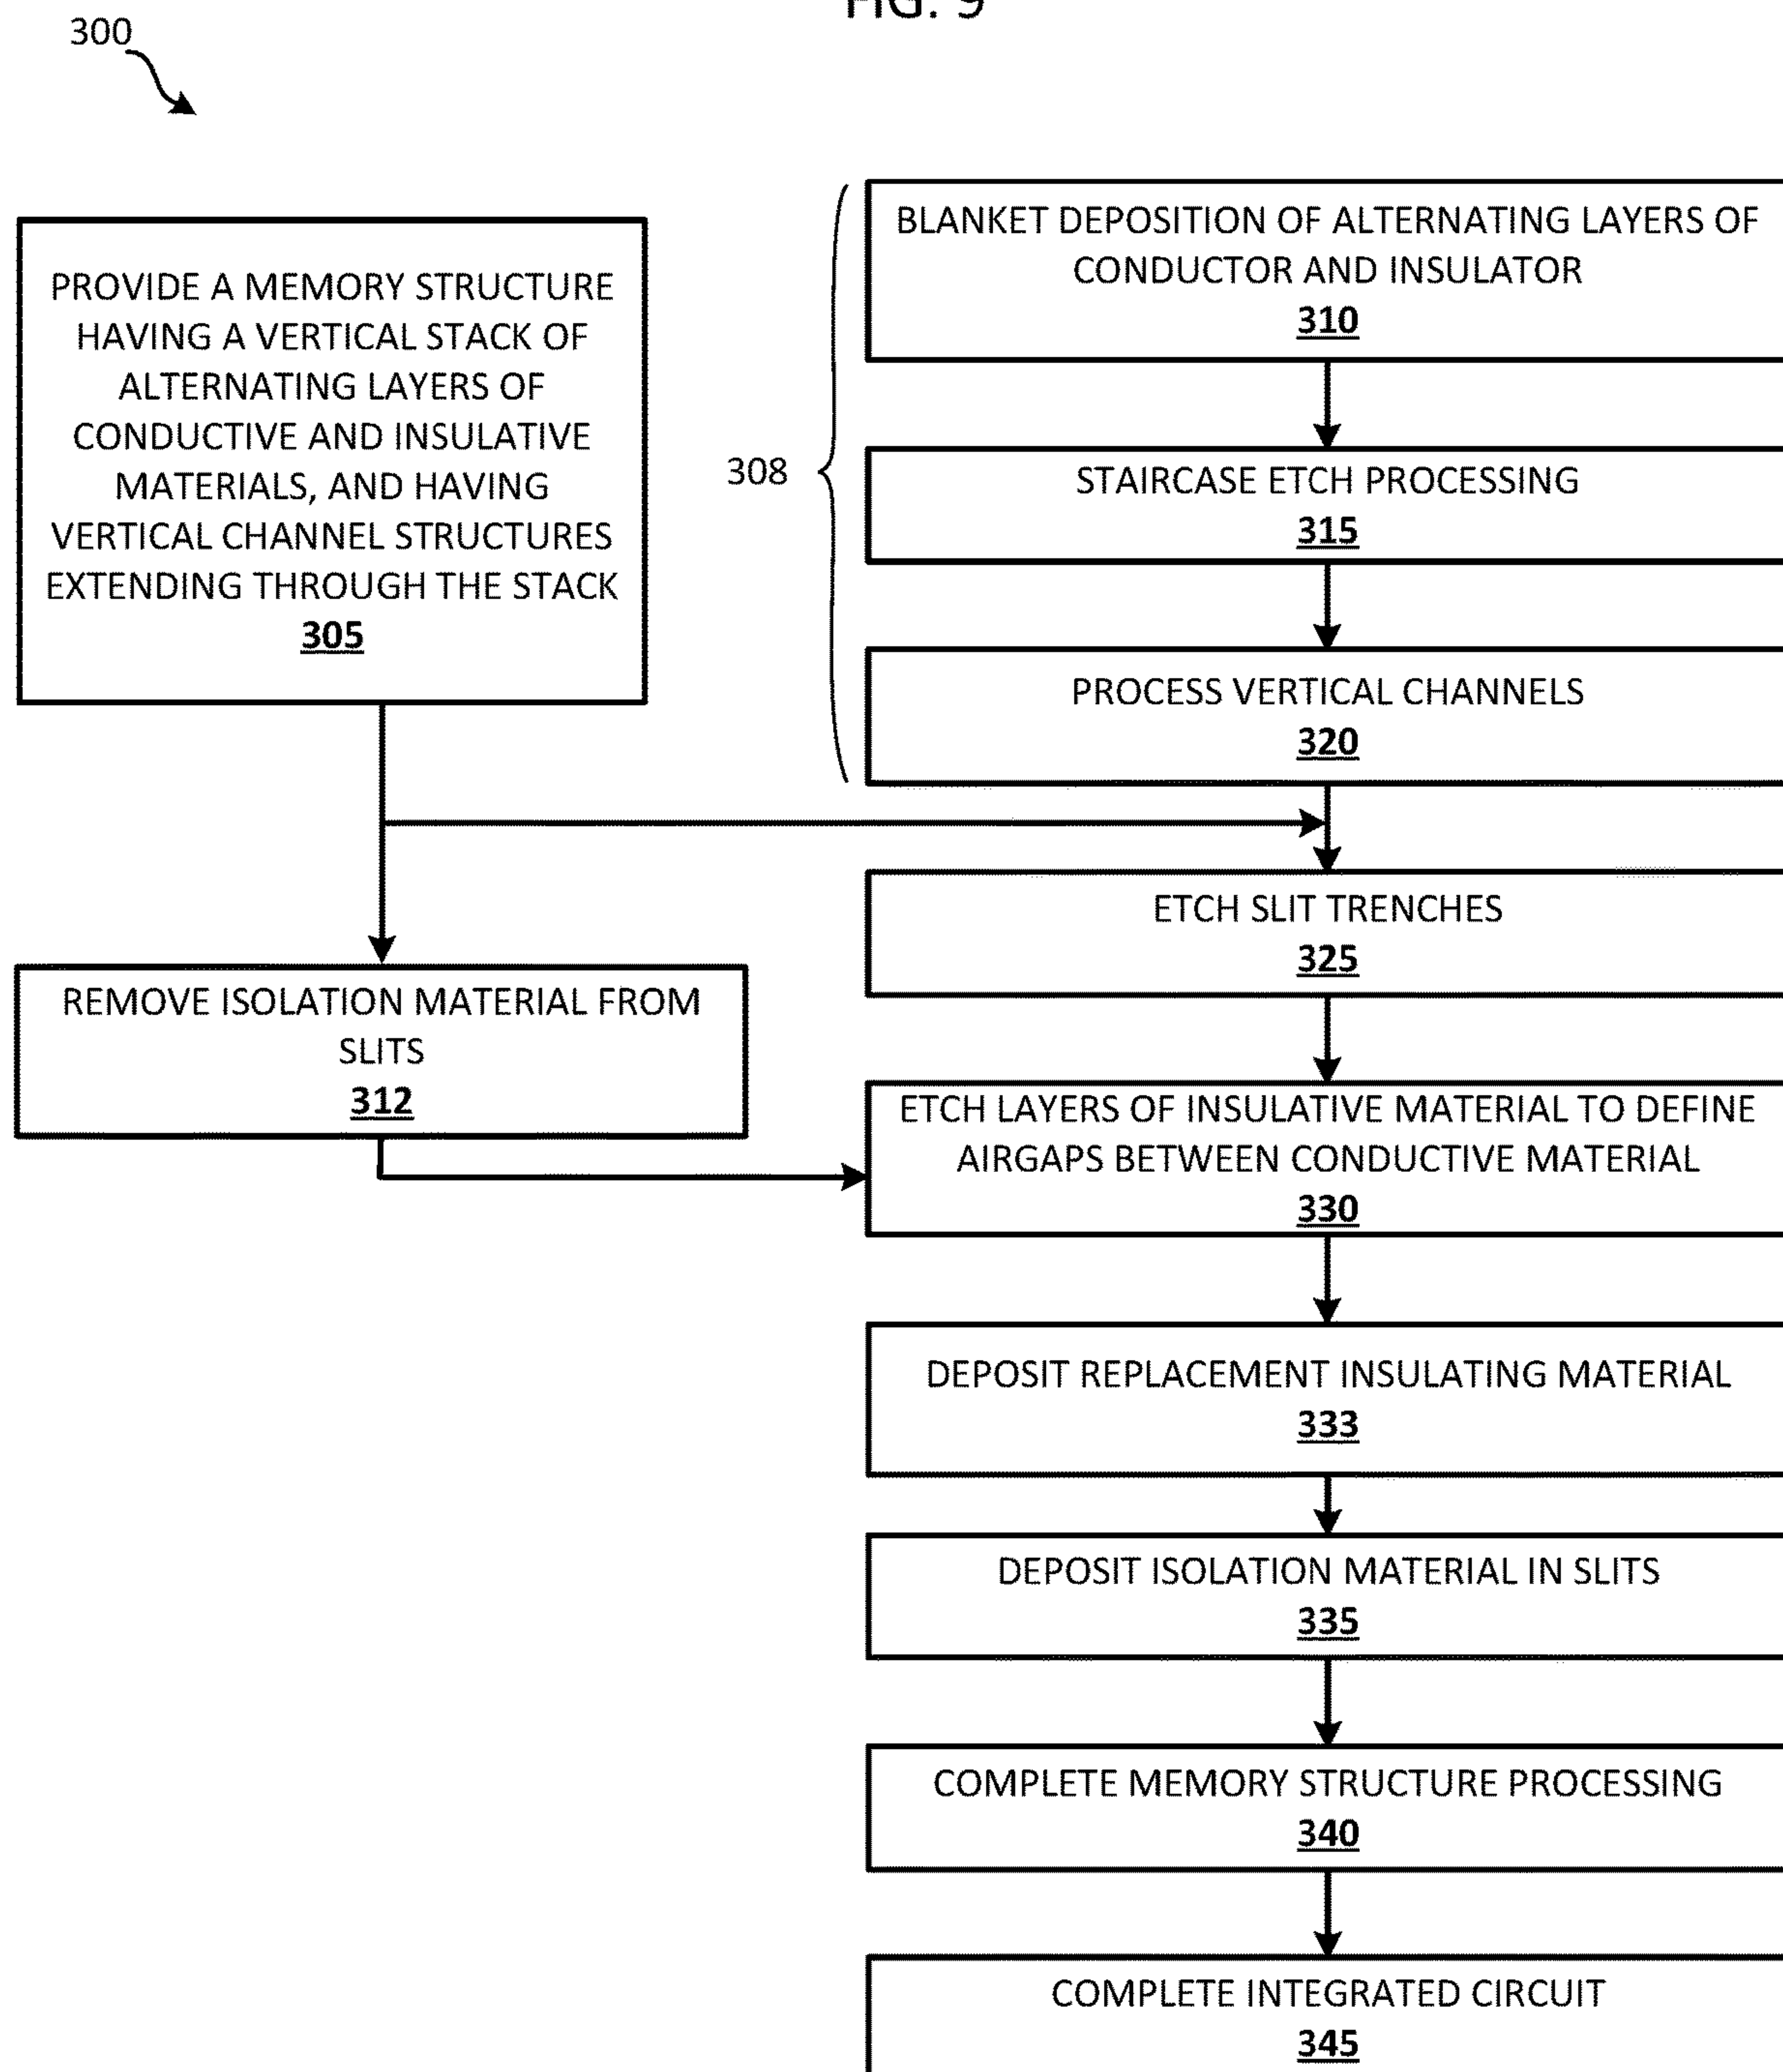 FIG. 9
300
PROVIDE A MEMORY STRUCTURE
HAVING A VERTICAL STACK OF
ALTERNATING LAYERS OF
CONDUCTIVE AND INSULATIVE
MATERIALS, AND HAVING
VERTICAL CHANNEL STRUCTURES
EXTENDING THROUGH THE STACK
305
308
BLANKET DEPOSITION OF ALTERNATING LAYERS OF
CONDUCTOR AND INSULATOR
310
STAIRCASE ETCH PROCESSING
315
PROCESS VERTICAL CHANNELS
320
REMOVE ISOLATION MATERIAL FROM
SLITS
312
ETCH SLIT TRENCHES
325
ETCH LAYERS OF INSULATIVE MATERIAL TO DEFINE
AIRGAPS BETWEEN CONDUCTIVE MATERIAL
330
DEPOSIT REPLACEMENT INSULATING MATERIAL
333
DEPOSIT ISOLATION MATERIAL IN SLITS
335
COMPLETE MEMORY STRUCTURE PROCESSING
340
COMPLETE INTEGRATED CIRCUIT
345